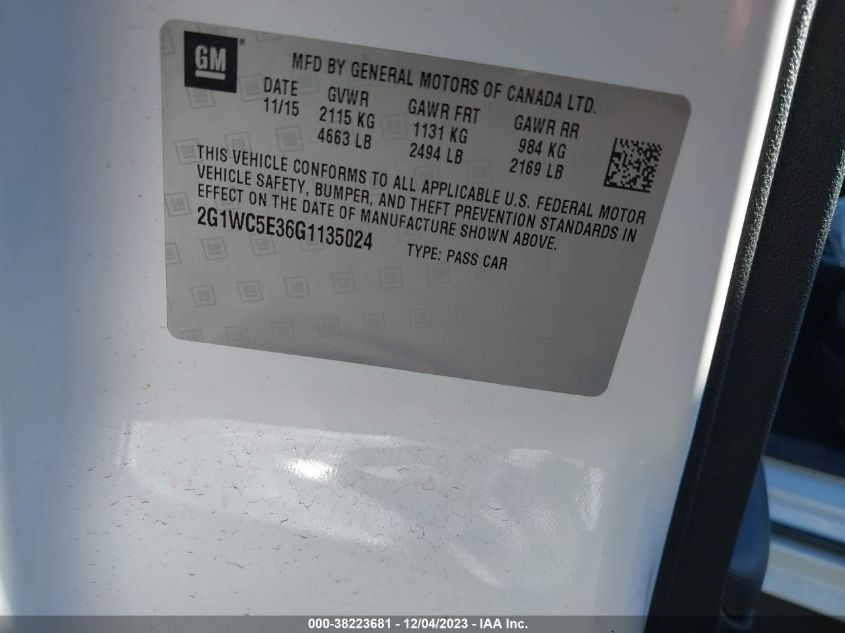 GM ®
MFD BY GENERAL MOTORS OF CANADA LTD.
DATE GVWR GAWR FRT GAWR RR
11/15 2115 KG 1131 KG 984 KG
4663 LB 2494 LB 2169 LB
THIS VEHICLE CONFORMS TO ALL APPLICABLE U.S. FEDERAL MOTOR
VEHICLE SAFETY, BUMPER, AND THEFT PREVENTION STANDARDS IN
EFFECT ON THE DATE OF MANUFACTURE SHOWN ABOVE.
2G1WC5E36G1135024 TYPE: PASS CAR
000-38223681 - 12/04/2023 - IAA Inc.